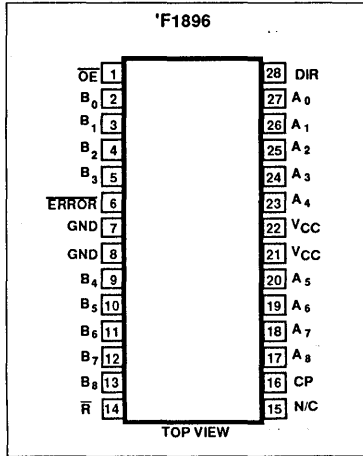 'F1896
OE 1 28 DIR
B0 2 27 A0
B1 3 26 A1
B2 4 25 A2
B3 5 24 A3
ERROR 6 23 A4
GND 7 22 VCC
GND 8 21 VCC
B4 9 20 A5
B5 10 19 A6
B6 11 18 A7
B7 12 17 A8
B8 13 16 CP
R 14 15 N/C
TOP VIEW